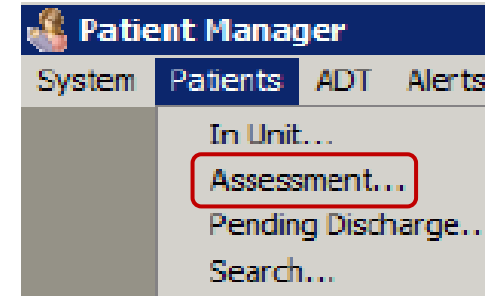 Patient Manager
System Patients ADT Alerts
In Unit...
Assessment...
Pending Discharge..
Search...